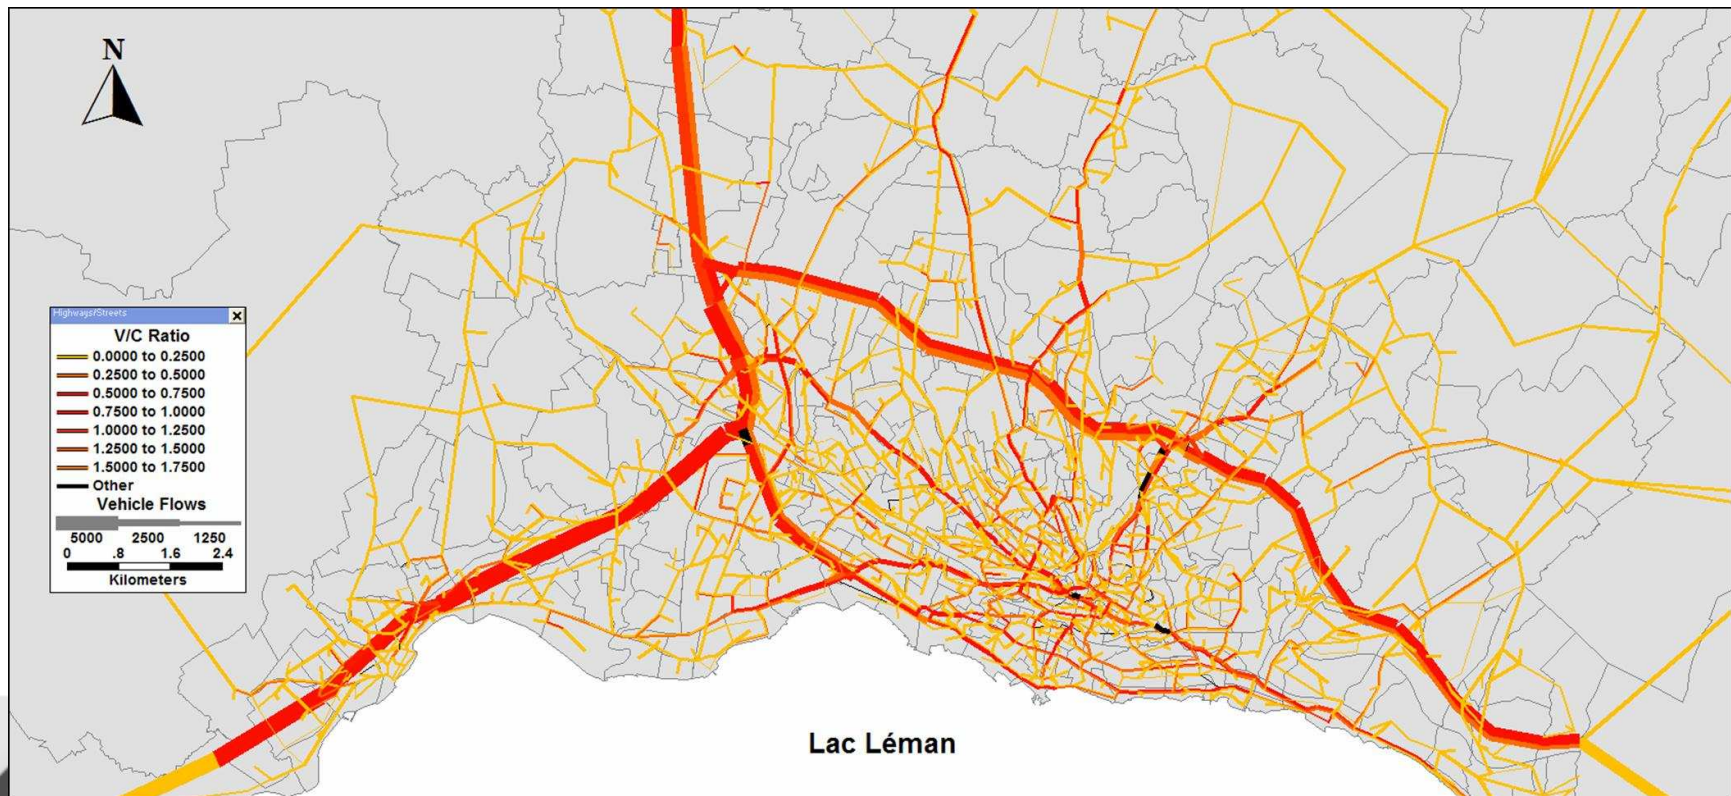 N
Highways/Streets
V/C Ratio
0.0000 to 0.2500
0.2500 to 0.5000
0.5000 to 0.7500
0.7500 to 1.0000
1.0000 to 1.2500
1.2500 to 1.5000
1.5000 to 1.7500
Other
Vehicle Flows
5000 2500 1250
0 .8 1.6 2.4
Kilometers
Lac Léman